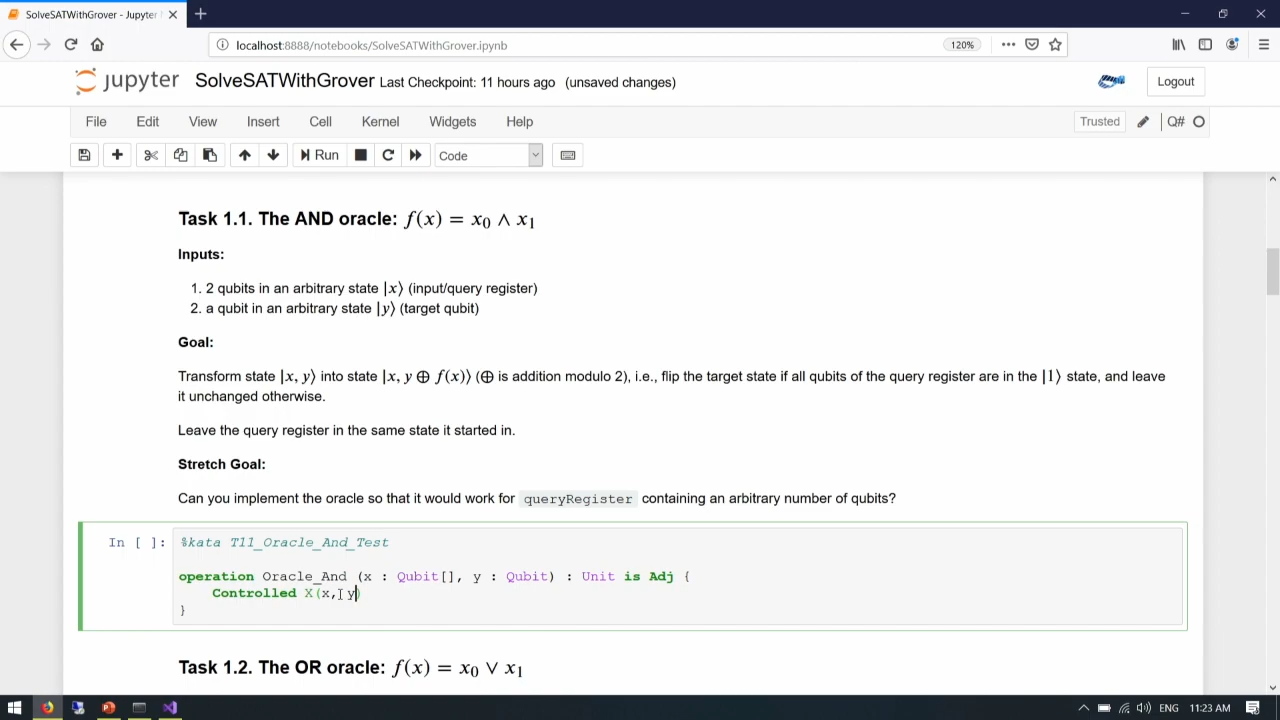 SolveSATWithGrover - Jupyter
localhost:8888/notebooks/SolveSATWithGrover.ipynb
120%
jupyter SolveSATWithGrover Last Checkpoint: 11 hours ago (unsaved changes)
Logout
File Edit View Insert Cell Kernel Widgets Help
Trusted Q#
Run Code
Task 1.1. The AND oracle: f(x) = x₀ ∧ x₁
Inputs:
1. 2 qubits in an arbitrary state |x⟩ (input/query register)
2. a qubit in an arbitrary state |y⟩ (target qubit)
Goal:
Transform state |x, y⟩ into state |x, y ⊕ f(x)⟩ (⊕ is addition modulo 2), i.e., flip the target state if all qubits of the query register are in the |1⟩ state, and leave
it unchanged otherwise.
Leave the query register in the same state it started in.
Stretch Goal:
Can you implement the oracle so that it would work for queryRegister containing an arbitrary number of qubits?
In [ ]:
%kata T11_Oracle_And_Test
operation Oracle_And (x : Qubit[], y : Qubit) : Unit is Adj {
Controlled X(x, y)
}
Task 1.2. The OR oracle: f(x) = x₀ ∨ x₁
ENG 11:23 AM